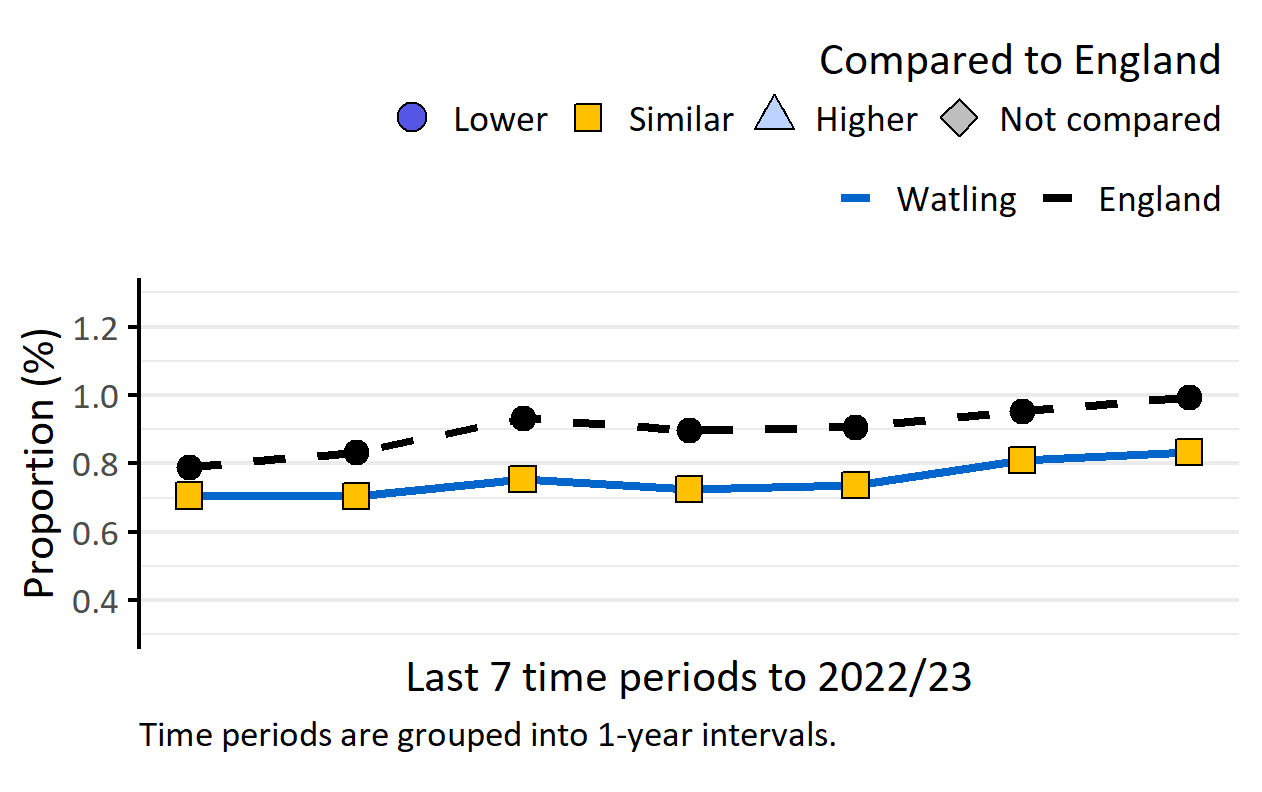 Compared to England
Lower Similar Higher Not compared
Watling England
Proportion (%)
1.2
1.0
0.8
0.6
0.4
Last 7 time periods to 2022/23
Time periods are grouped into 1-year intervals.